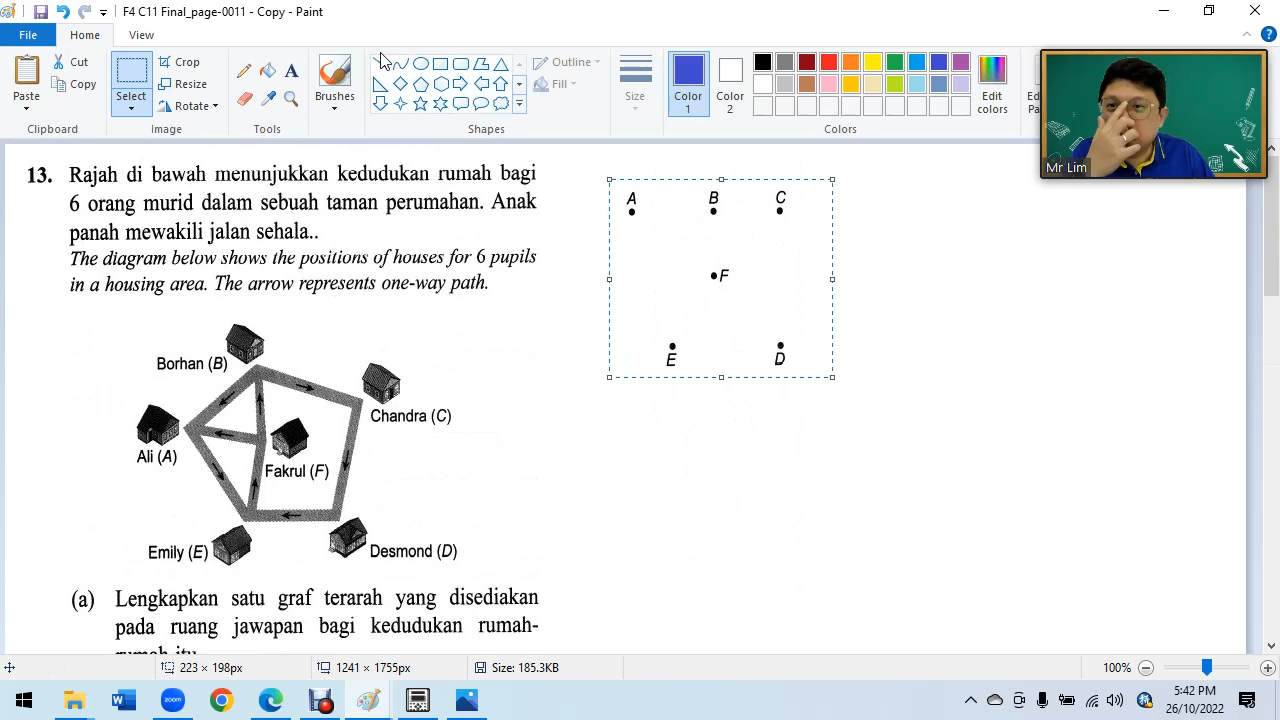 F4 C11 Final_page-0011 - Copy - Paint
File Home View
Paste
Cut
Copy
Clipboard
Select
Crop
Resize
Rotate
Image
A
Tools
Brushes
Outline
Fill
Shapes
Size
Color
1
Color
2
Edit
colors
Colors
Mr Lim
13. Rajah di bawah menunjukkan kedudukan rumah bagi
6 orang murid dalam sebuah taman perumahan. Anak
panah mewakili jalan sehala..
The diagram below shows the positions of houses for 6 pupils
in a housing area. The arrow represents one-way path.
Borhan (B)
Chandra (C)
Ali (A)
Fakrul (F)
Emily (E)
Desmond (D)
A B C
F
E D
(a) Lengkapkan satu graf terarah yang disediakan
pada ruang jawapan bagi kedudukan rumah-
223 × 198px
1241 × 1755px
Size: 185.3KB
100%
zoom
5:42 PM
26/10/2022